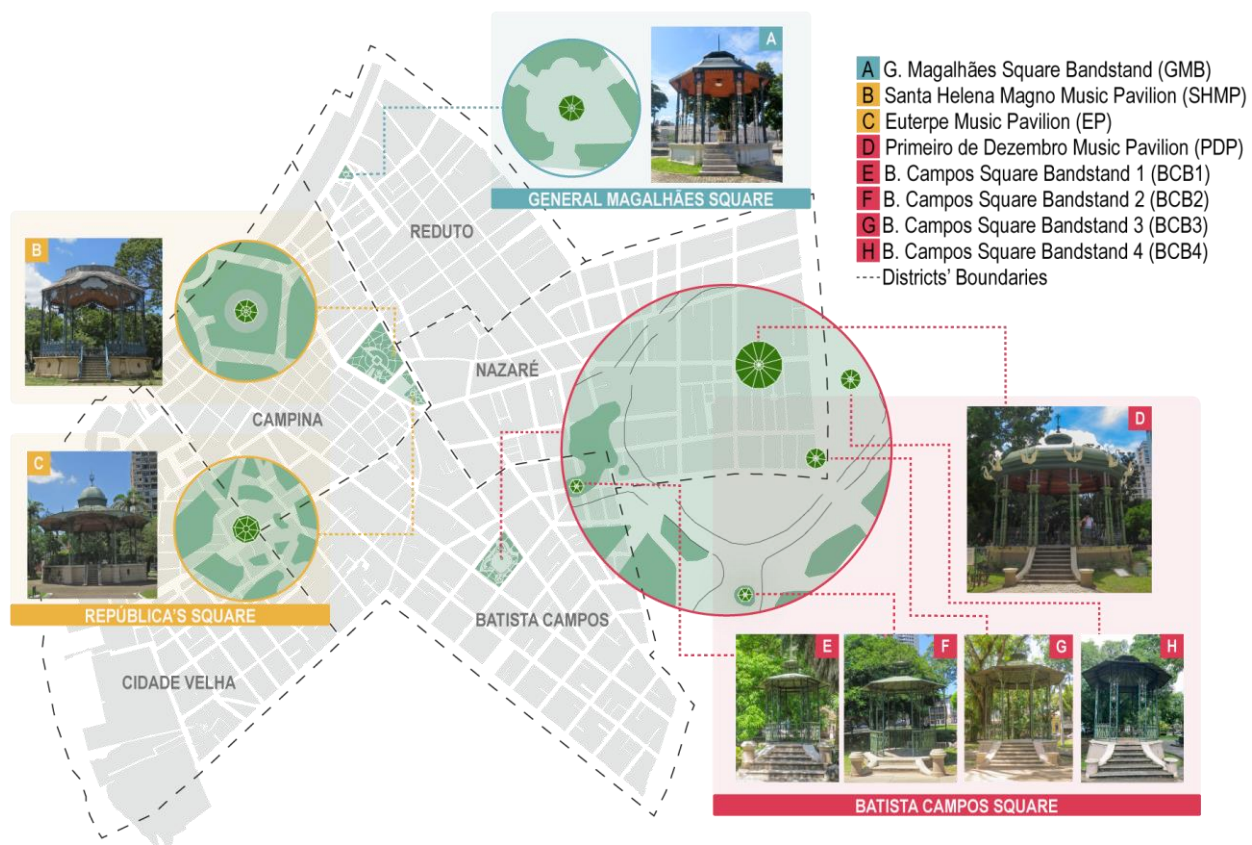 A
GENERAL MAGALHÃES SQUARE
A G. Magalhães Square Bandstand (GMB)
B Santa Helena Magno Music Pavilion (SHMP)
C Euterpe Music Pavilion (EP)
D Primeiro de Dezembro Music Pavilion (PDP)
E B. Campos Square Bandstand 1 (BCB1)
F B. Campos Square Bandstand 2 (BCB2)
G B. Campos Square Bandstand 3 (BCB3)
H B. Campos Square Bandstand 4 (BCB4)
Districts' Boundaries
REDUTO
B
NAZARÉ
CAMPINA
C
REPÚBLICA'S SQUARE
BATISTA CAMPOS
CIDADE VELHA
D
E
F
G
H
BATISTA CAMPOS SQUARE